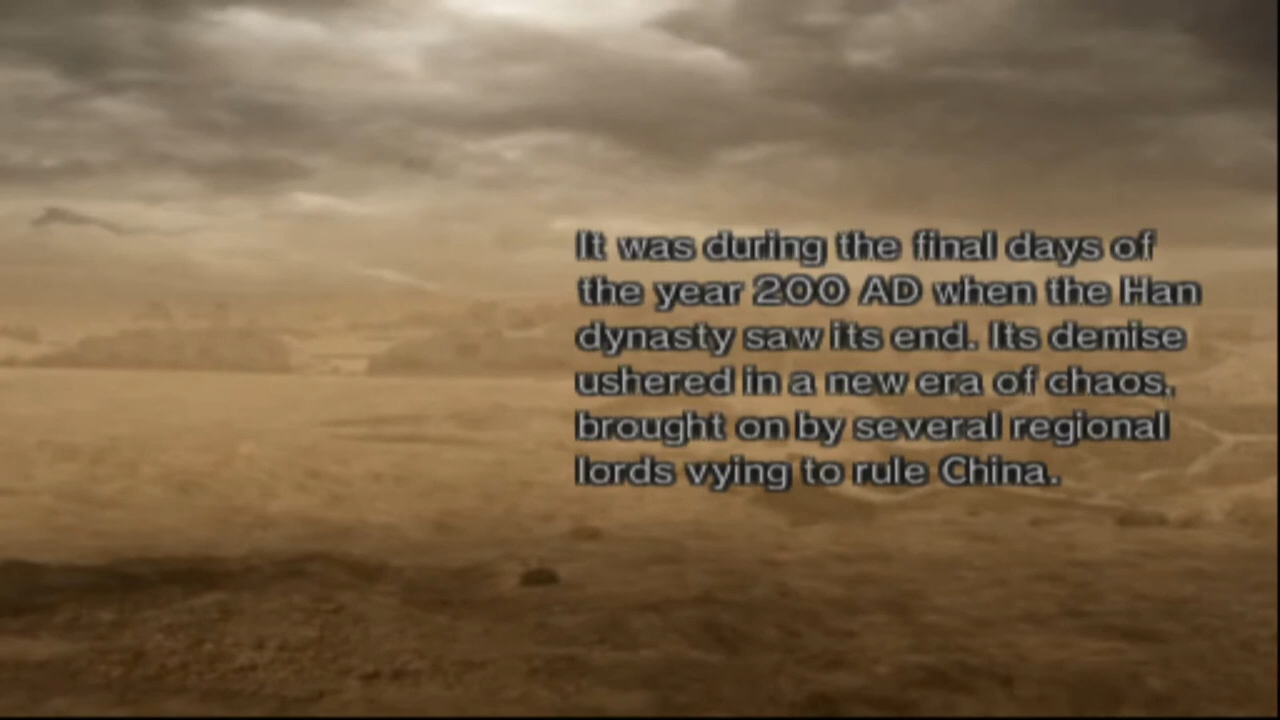 It was during the final days of
the year 200 AD when the Han
dynasty saw its end. Its demise
ushered in a new era of chaos,
brought on by several regional
lords vying to rule China.